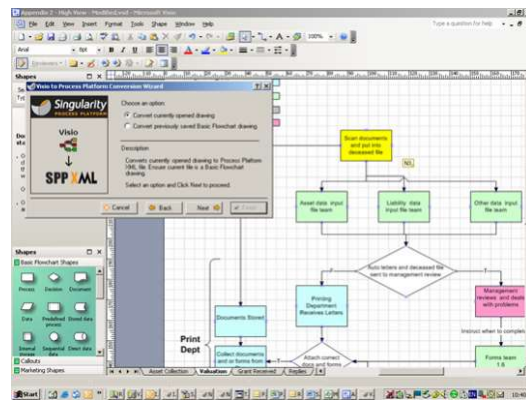 Appendix 2 - High View - Modified.vsd - Microsoft Visio
File Edit View Insert Format Tools Shape Window Help
Type a question for help
100%
Arial
8pt
B I U
Shapes
Visio to Process Platform Conversion Wizard
Singularity
PROCESS PLATFORM
Visio
SPP XML
Choose an option:
Convert currently opened drawing
Convert previously saved Basic Flowchart drawing
Description
Converts currently opened drawing to Process Platform
XML file. Ensure current file is a Basic Flowchart
drawing.
Select an option and Click Next to proceed.
Cancel
Back
Next
Scan documents
and put into
deceased file
NO
Asset data input
file team
Liability data
input file team
Other data input
file team
Auto letters and deceased file
sent to management review
Management
reviews and deals
with problems
Instruct when to complete
Forms team
1.6
Printing
Department
Receives Letters
Attach correct
docs and forms
Documents Stored
Collect documents
and or forms from
Print
Dept
Shapes
Basic Flowchart Shapes
Process
Decision
Document
Data
Predefined
process
Stored data
Internal
storage
Sequential
data
Direct data
Callouts
Marketing Shapes
Asset Collection
Valuation
Grant Received
Replies
Start